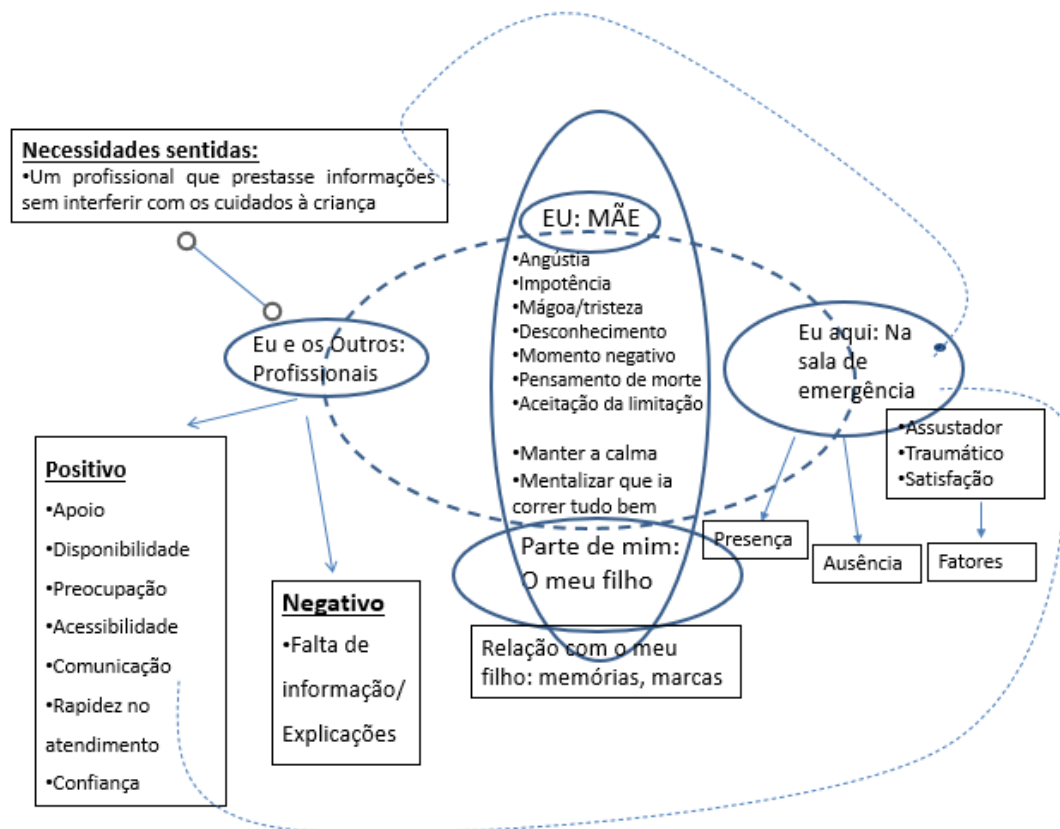 Necessidades sentidas:
•Um profissional que prestasse informações
sem interferir com os cuidados à criança
EU: MÃE
•Angústia
•Impotência
•Mágoa/tristeza
•Desconhecimento
•Momento negativo
•Pensamento de morte
•Aceitação da limitação
•Manter a calma
•Mentalizar que ia
correr tudo bem
Eu e os Outros:
Profissionais
Eu aqui: Na
sala de
emergência
•Assustador
•Traumático
•Satisfação
Presença
Ausência
Fatores
Parte de mim:
O meu filho
Relação com o meu
filho: memórias, marcas
Positivo
•Apoio
•Disponibilidade
•Preocupação
•Acessibilidade
•Comunicação
•Rapidez no
atendimento
•Confiança
Negativo
•Falta de
informação/
Explicações